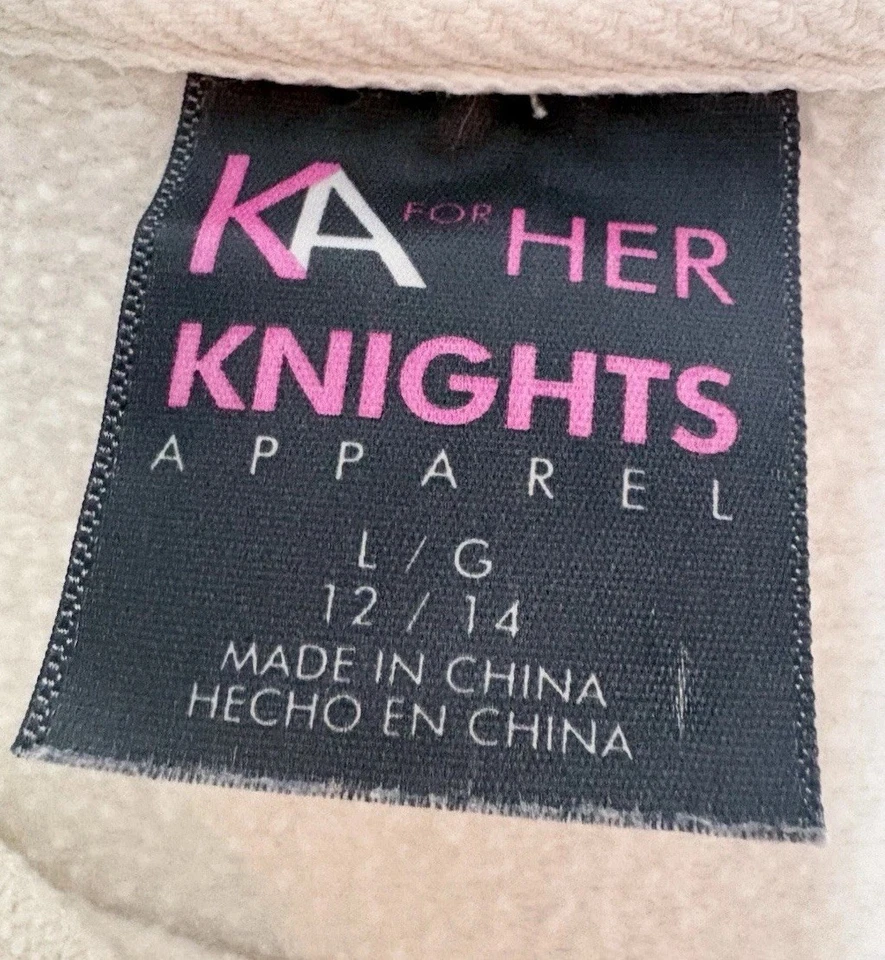 KA FOR HER
KNIGHTS
APPAREL
L / G
12 / 14
MADE IN CHINA
HECHO EN CHINA